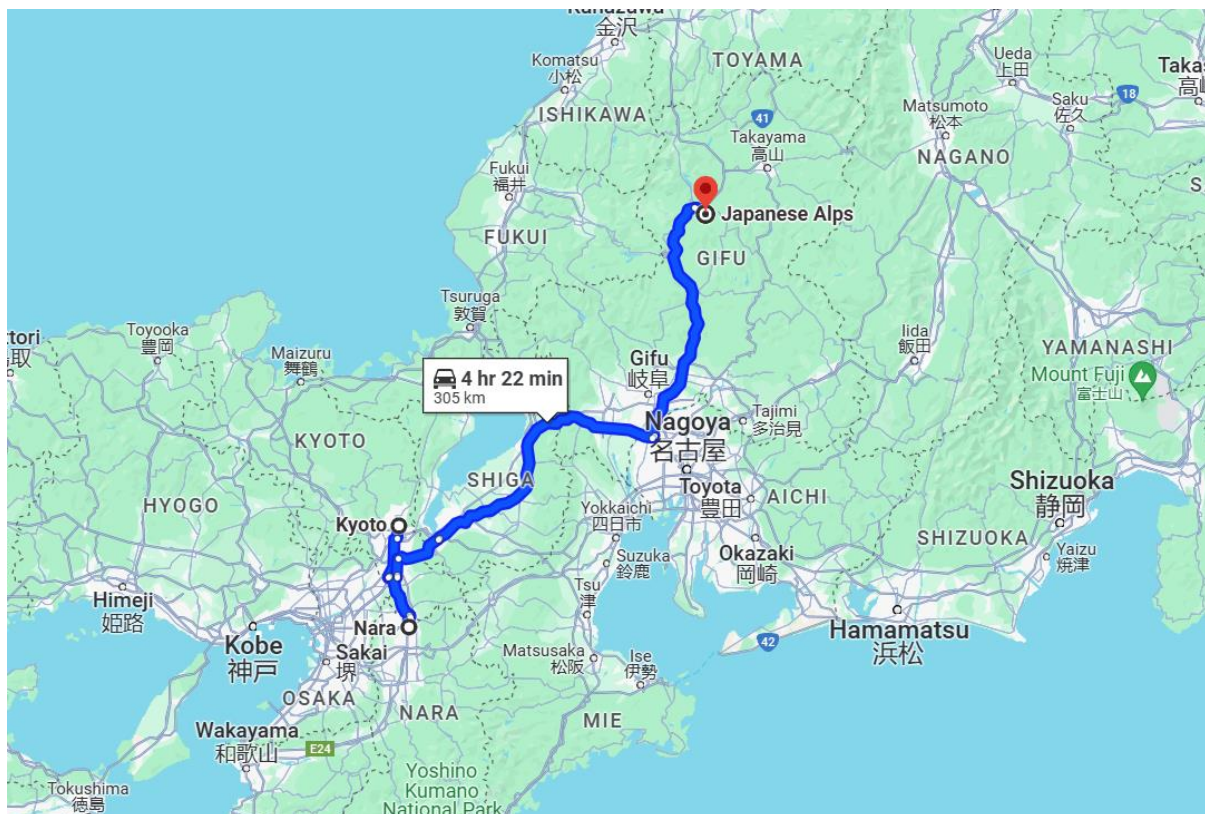 Kanazawa
金沢
Komatsu
小松
TOYAMA
Ueda
上田
Takas
高崎
18
ISHIKAWA
41
Takayama
高山
Matsumoto
松本
Saku
佐久
NAGANO
Fukui
福井
Japanese Alps
FUKUI
GIFU
Tsuruga
敦賀
ttori
取
Toyooka
豊岡
Maizuru
舞鶴
Gifu
岐阜
Iida
飯田
YAMANASHI
Mount Fuji
富士山
4 hr 22 min
305 km
Nagoya
名古屋
Tajimi
多治見
KYOTO
SHIGA
Toyota
豊田
AICHI
Shizuoka
静岡
HYOGO
Kyoto
Yokkaichi
四日市
Okazaki
岡崎
SHIZUOKA
Yaizu
焼津
Suzuka
鈴鹿
Himeji
姫路
Tsu
津
Nara
Kobe
神戸
Sakai
堺
Matsusaka
松阪
Ise
伊勢
42
Hamamatsu
浜松
OSAKA
NARA
MIE
Wakayama
和歌山
E24
Yoshino
Kumano
National Park
Tokushima
徳島